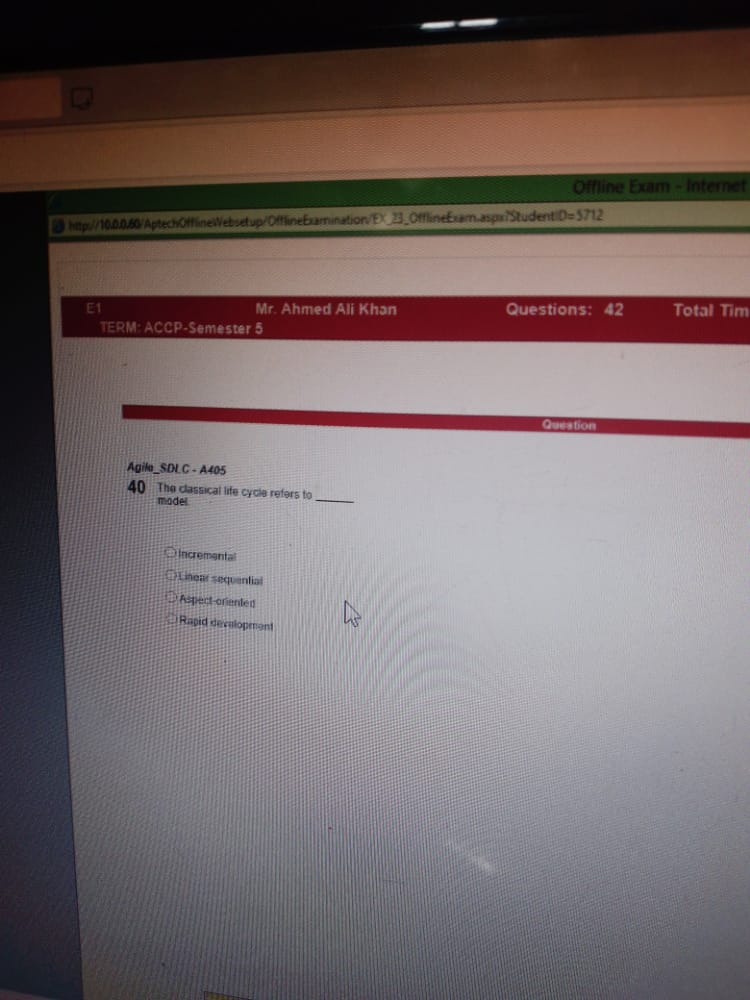 Offline Exam - Internet
http://10.0.0.60/AptechOfflineWebsetup/OfflineExamination/EX_23_OfflineExam.aspx?StudentID=5712
E1 Mr. Ahmed Ali Khan Questions: 42 Total Tim
TERM: ACCP-Semester 5
Question
Agile_SDLC - A405
40 The classical life cycle refers to ______
model.
Incremental
Linear sequential
Aspect-oriented
Rapid development